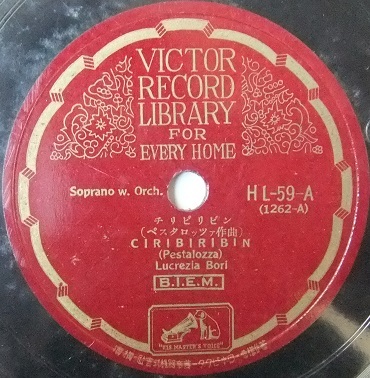 VICTOR
RECORD
LIBRARY
FOR
EVERY HOME
Soprano w. Orch.
HL-59-A
(1262-A)
チリビリビン
(ペスタロッツァ作曲)
CIRIBIRIBIN
(Pestalozza)
Lucrezia Bori
B.I.E.M.
"HIS MASTER'S VOICE"